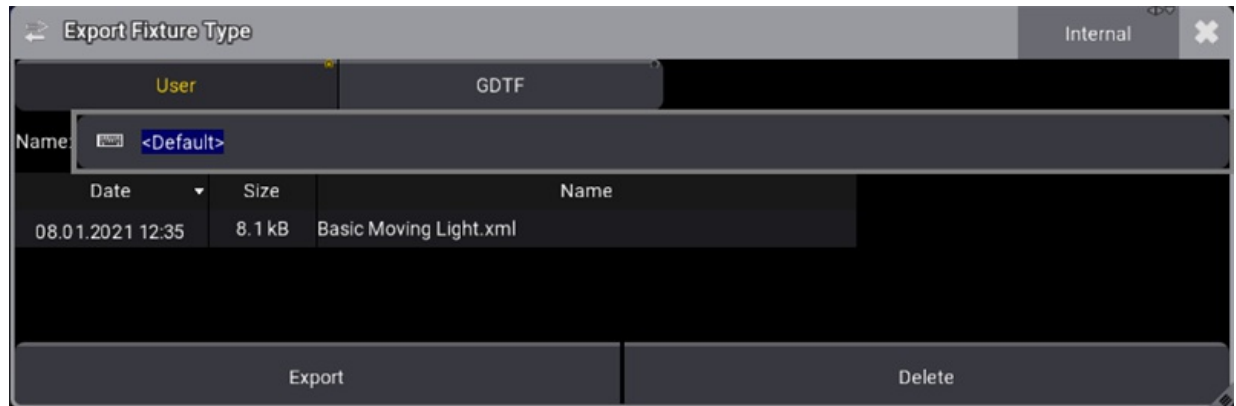 Export Fixture Type Internal
User GDTF
Name: <Default>
Date Size Name
08.01.2021 12:35 8.1 kB Basic Moving Light.xml
Export Delete